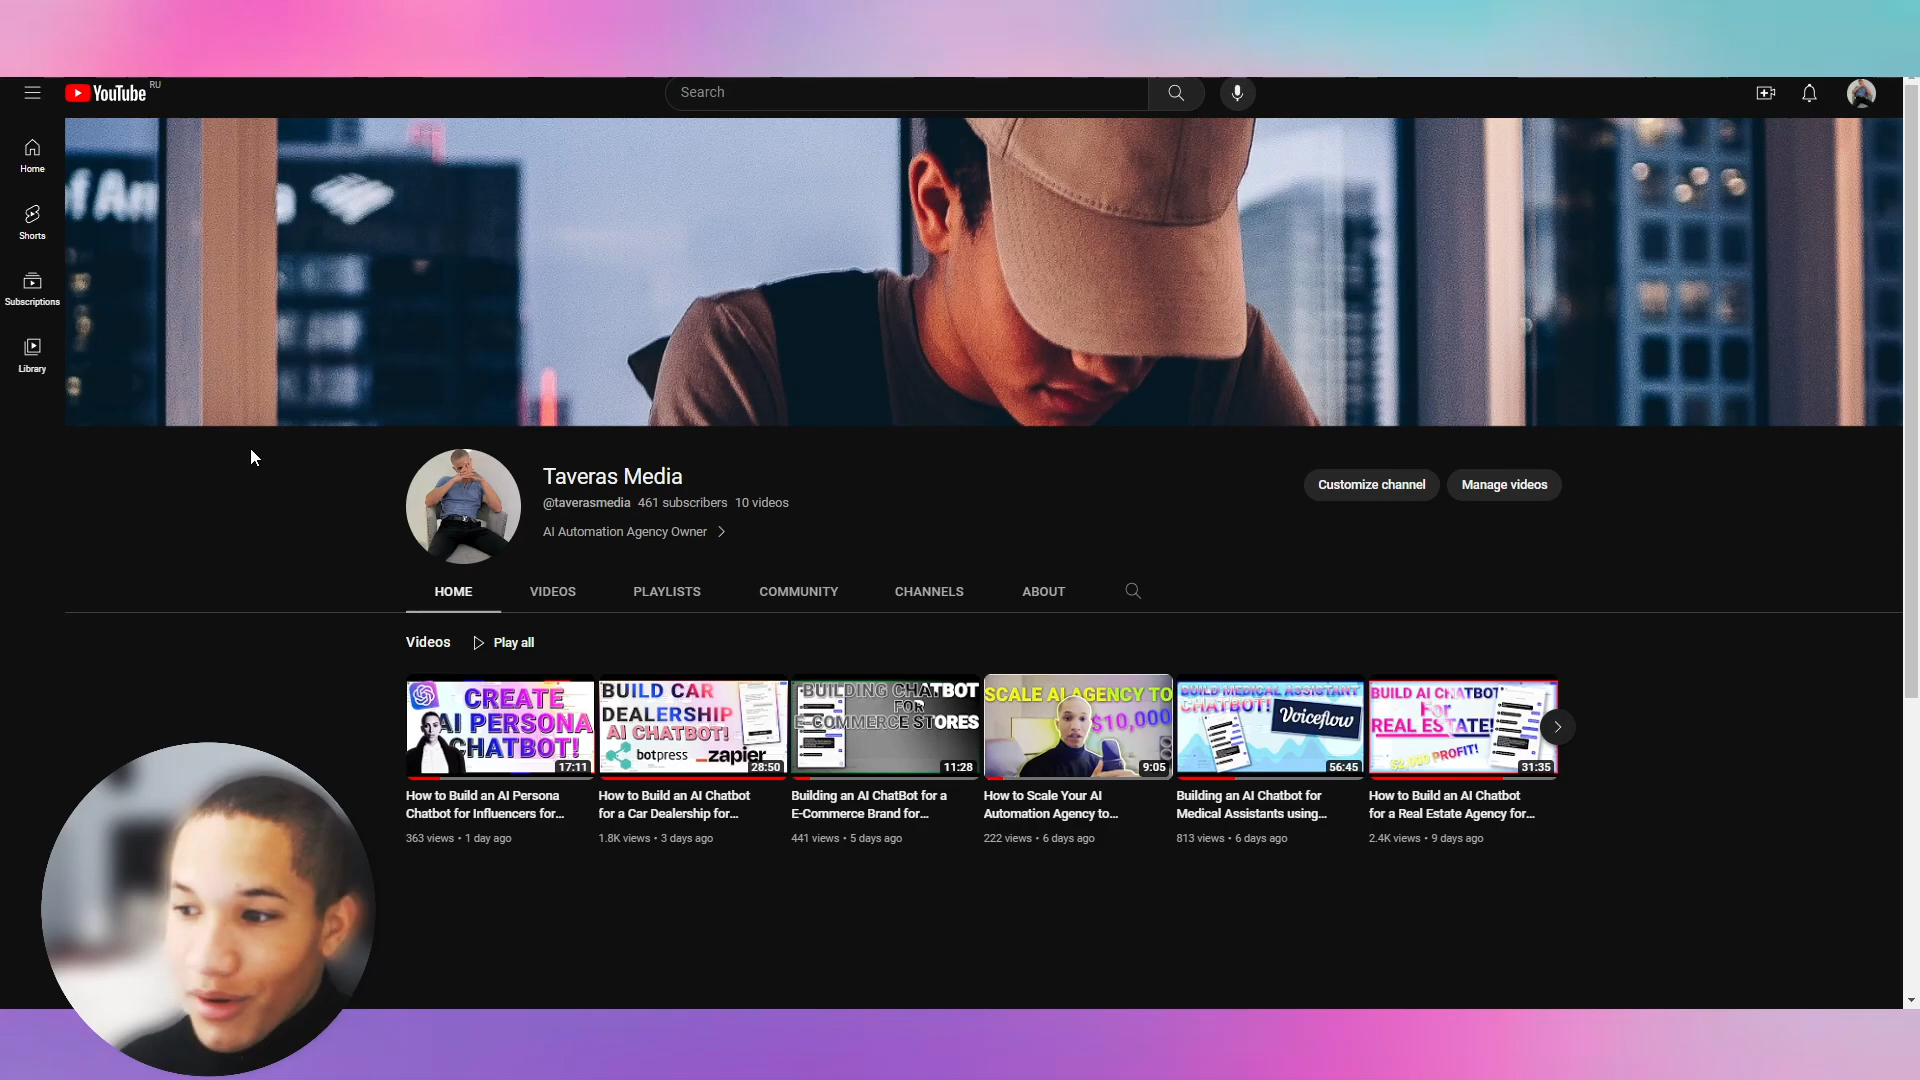 YouTube RU
Search
Home
Shorts
Subscriptions
Library
of Am
Taveras Media
@taverasmedia 461 subscribers 10 videos
AI Automation Agency Owner
Customize channel
Manage videos
HOME VIDEOS PLAYLISTS COMMUNITY CHANNELS ABOUT
Videos Play all
CREATE
AI PERSONA
CHATBOT!
17:11
BUILD CAR
DEALERSHIP
AI CHATBOT!
botpress zapier
28:50
BUILDING CHATBOT
FOR
E-COMMERCE STORES
11:28
SCALE AI AGENCY TO
$10,000
9:05
BUILD MEDICAL ASSISTANT
CHATBOT!
Voiceflow
56:45
BUILD AI CHATBOT
For
REAL ESTATE!
$2,000 PROFIT!
31:35
How to Build an AI Persona
Chatbot for Influencers for...
363 views • 1 day ago
How to Build an AI Chatbot
for a Car Dealership for...
1.8K views • 3 days ago
Building an AI ChatBot for a
E-Commerce Brand for...
441 views • 5 days ago
How to Scale Your AI
Automation Agency to...
222 views • 6 days ago
Building an AI Chatbot for
Medical Assistants using...
813 views • 6 days ago
How to Build an AI Chatbot
for a Real Estate Agency for...
2.4K views • 9 days ago